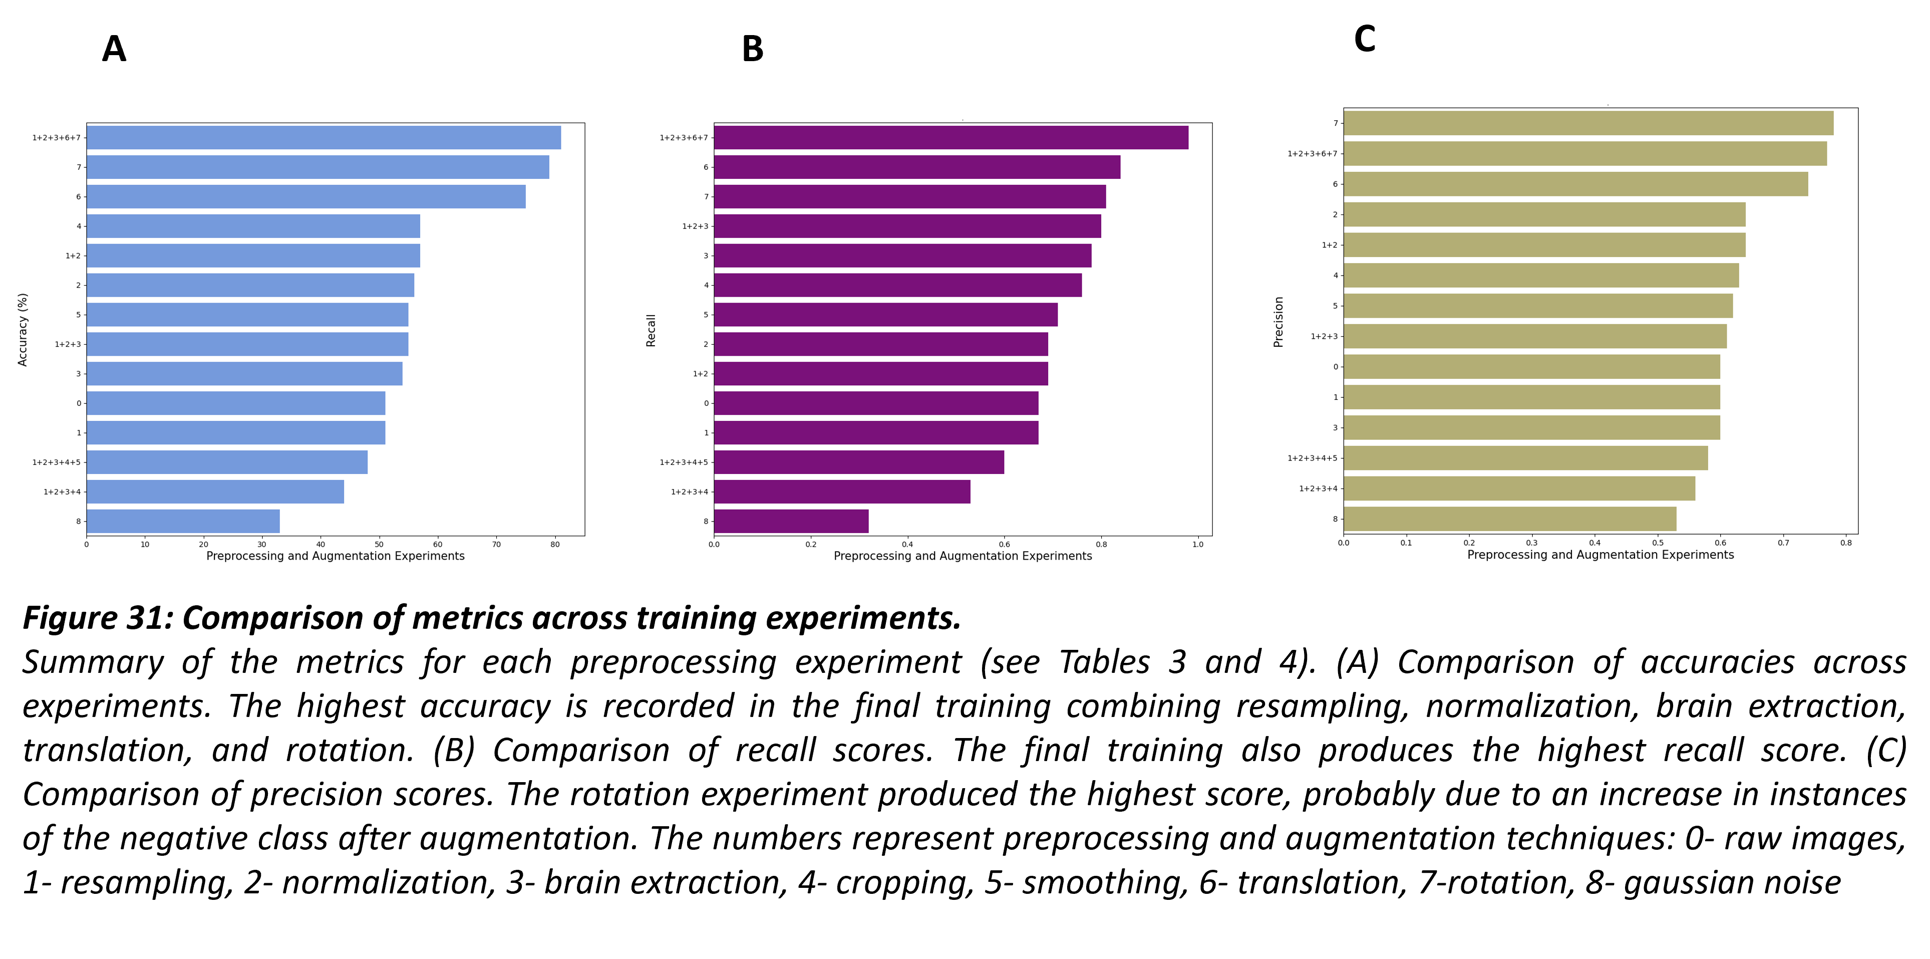 A
B
C
1+2+3+6+7
7
6
4
1+2
2
5
1+2+3
3
0
1
1+2+3+4+5
1+2+3+4
8
Accuracy (%)
0 10 20 30 40 50 60 70 80
Preprocessing and Augmentation Experiments
1+2+3+6+7
6
7
1+2+3
3
4
5
2
1+2
0
1
1+2+3+4+5
1+2+3+4
8
Recall
0.0 0.2 0.4 0.6 0.8 1.0
Preprocessing and Augmentation Experiments
7
1+2+3+6+7
6
2
1+2
4
5
1+2+3
0
1
3
1+2+3+4+5
1+2+3+4
8
Precision
0.0 0.1 0.2 0.3 0.4 0.5 0.6 0.7 0.8
Preprocessing and Augmentation Experiments
Figure 31: Comparison of metrics across training experiments.
Summary of the metrics for each preprocessing experiment (see Tables 3 and 4). (A) Comparison of accuracies across
experiments. The highest accuracy is recorded in the final training combining resampling, normalization, brain extraction,
translation, and rotation. (B) Comparison of recall scores. The final training also produces the highest recall score. (C)
Comparison of precision scores. The rotation experiment produced the highest score, probably due to an increase in instances
of the negative class after augmentation. The numbers represent preprocessing and augmentation techniques: 0- raw images,
1- resampling, 2- normalization, 3- brain extraction, 4- cropping, 5- smoothing, 6- translation, 7-rotation, 8- gaussian noise